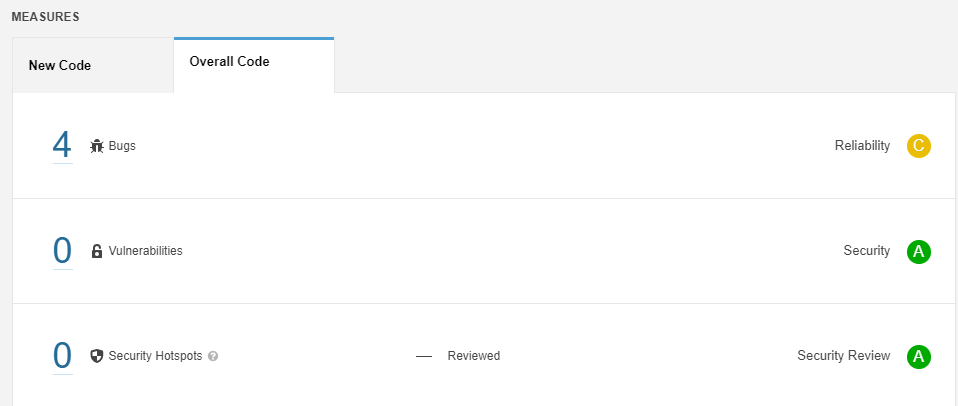 MEASURES
New Code
Overall Code
4 Bugs Reliability C
0 Vulnerabilities Security A
0 Security Hotspots ? — Reviewed Security Review A